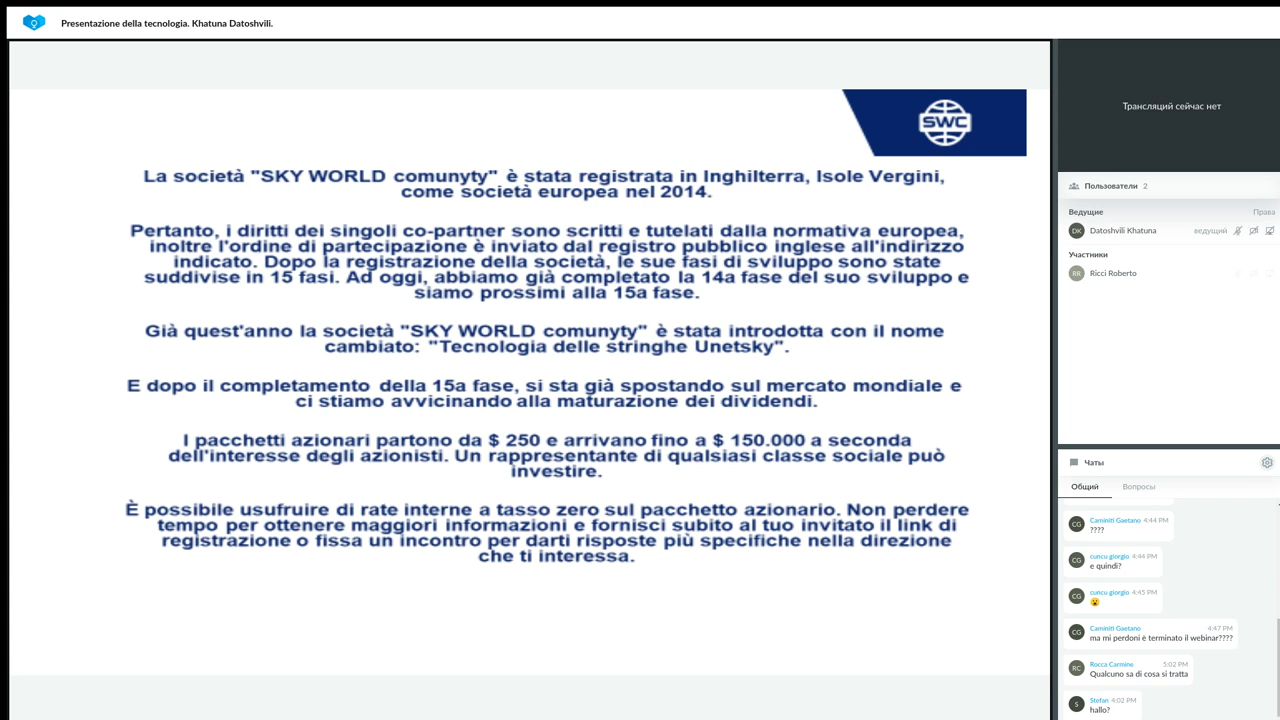 Presentazione della tecnologia. Khatuna Datoshvili.
SWC
La società "SKY WORLD comunyty" è stata registrata in Inghilterra, Isole Vergini,
come società europea nel 2014.
Pertanto, i diritti dei singoli co-partner sono scritti e tutelati dalla normativa europea,
inoltre l'ordine di partecipazione è inviato dal registro pubblico inglese all'indirizzo
indicato. Dopo la registrazione della società, le sue fasi di sviluppo sono state
suddivise in 15 fasi. Ad oggi, abbiamo già completato la 14a fase del suo sviluppo e
siamo prossimi alla 15a fase.
Già quest'anno la società "SKY WORLD comunyty" è stata introdotta con il nome
cambiato: "Tecnologia delle stringhe Unetsky".
E dopo il completamento della 15a fase, si sta già spostando sul mercato mondiale e
ci stiamo avvicinando alla maturazione dei dividendi.
I pacchetti azionari partono da $ 250 e arrivano fino a $ 150.000 a seconda
dell'interesse degli azionisti. Un rappresentante di qualsiasi classe sociale può
investire.
È possibile usufruire di rate interne a tasso zero sul pacchetto azionario. Non perdere
tempo per ottenere maggiori informazioni e fornisci subito al tuo invitato il link di
registrazione o fissa un incontro per darti risposte più specifiche nella direzione
che ti interessa.
Трансляций сейчас нет
Пользователи 2
Ведущие Права
DK Datoshvili Khatuna ведущий
Участники
RR Ricci Roberto
Чаты
Общий Вопросы
CG Caminiti Gaetano 4:44 PM
????
CG cuncu giorgio 4:44 PM
e quindi?
CG cuncu giorgio 4:45 PM
😮
CG Caminiti Gaetano 4:47 PM
ma mi perdoni è terminato il webinar????
RC Rocca Carmine 5:02 PM
Qualcuno sa di cosa si tratta
S Stefan 4:02 PM
hallo?